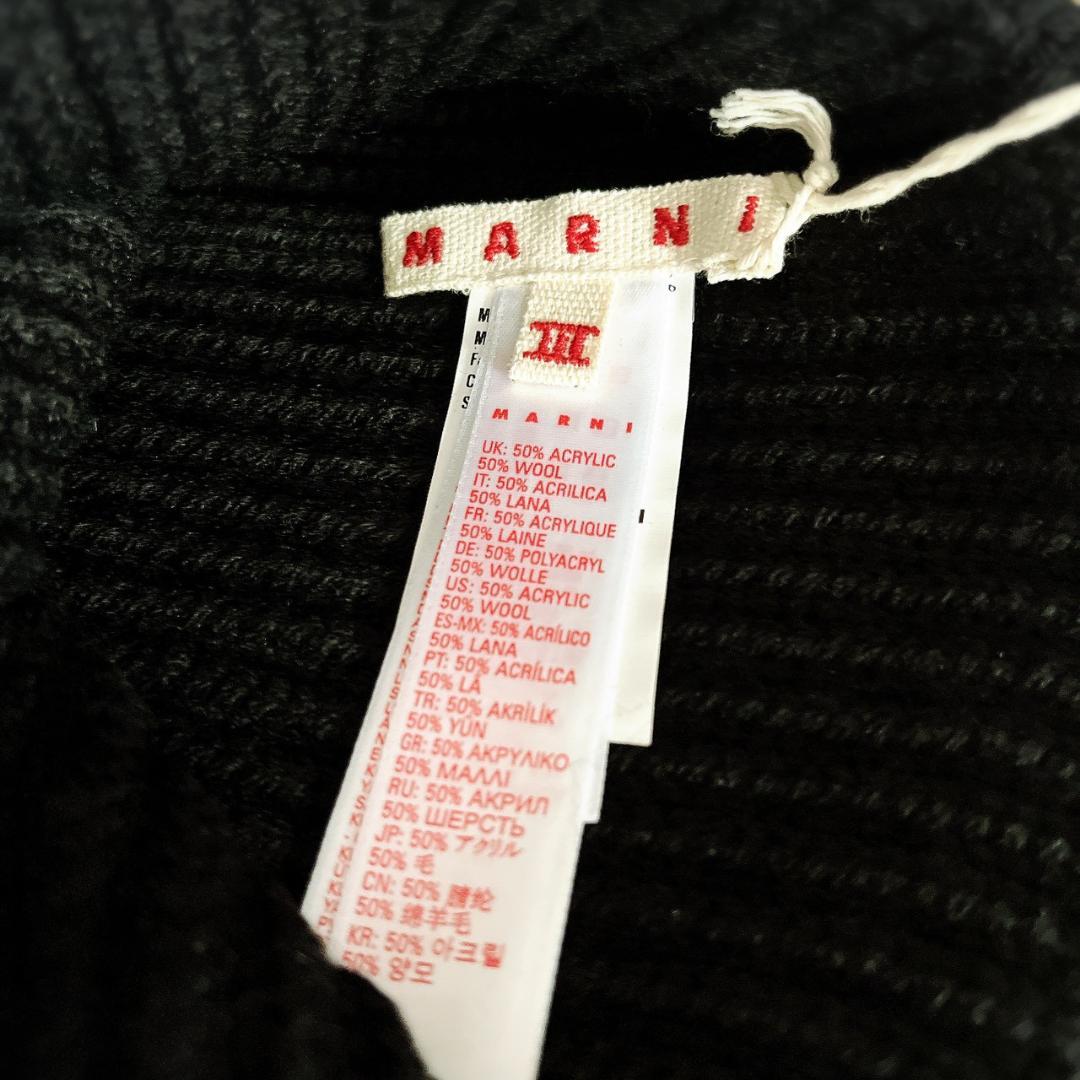 MARNI
III
MARNI
UK: 50% ACRYLIC
50% WOOL
IT: 50% ACRILICA
50% LANA
FR: 50% ACRYLIQUE
50% LAINE
DE: 50% POLYACRYL
50% WOLLE
US: 50% ACRYLIC
50% WOOL
ES-MX: 50% ACRÍLICO
50% LANA
PT: 50% ACRÍLICA
50% LÃ
TR: 50% AKRİLİK
50% YÜN
GR: 50% ΑΚΡΥΛΙΚΟ
50% ΜΑΛΛΙ
RU: 50% АКРИЛ
50% ШЕРСТЬ
JP: 50% アクリル
50% 毛
CN: 50% 腈纶
50% 绵羊毛
KR: 50% 아크릴
50% 양모